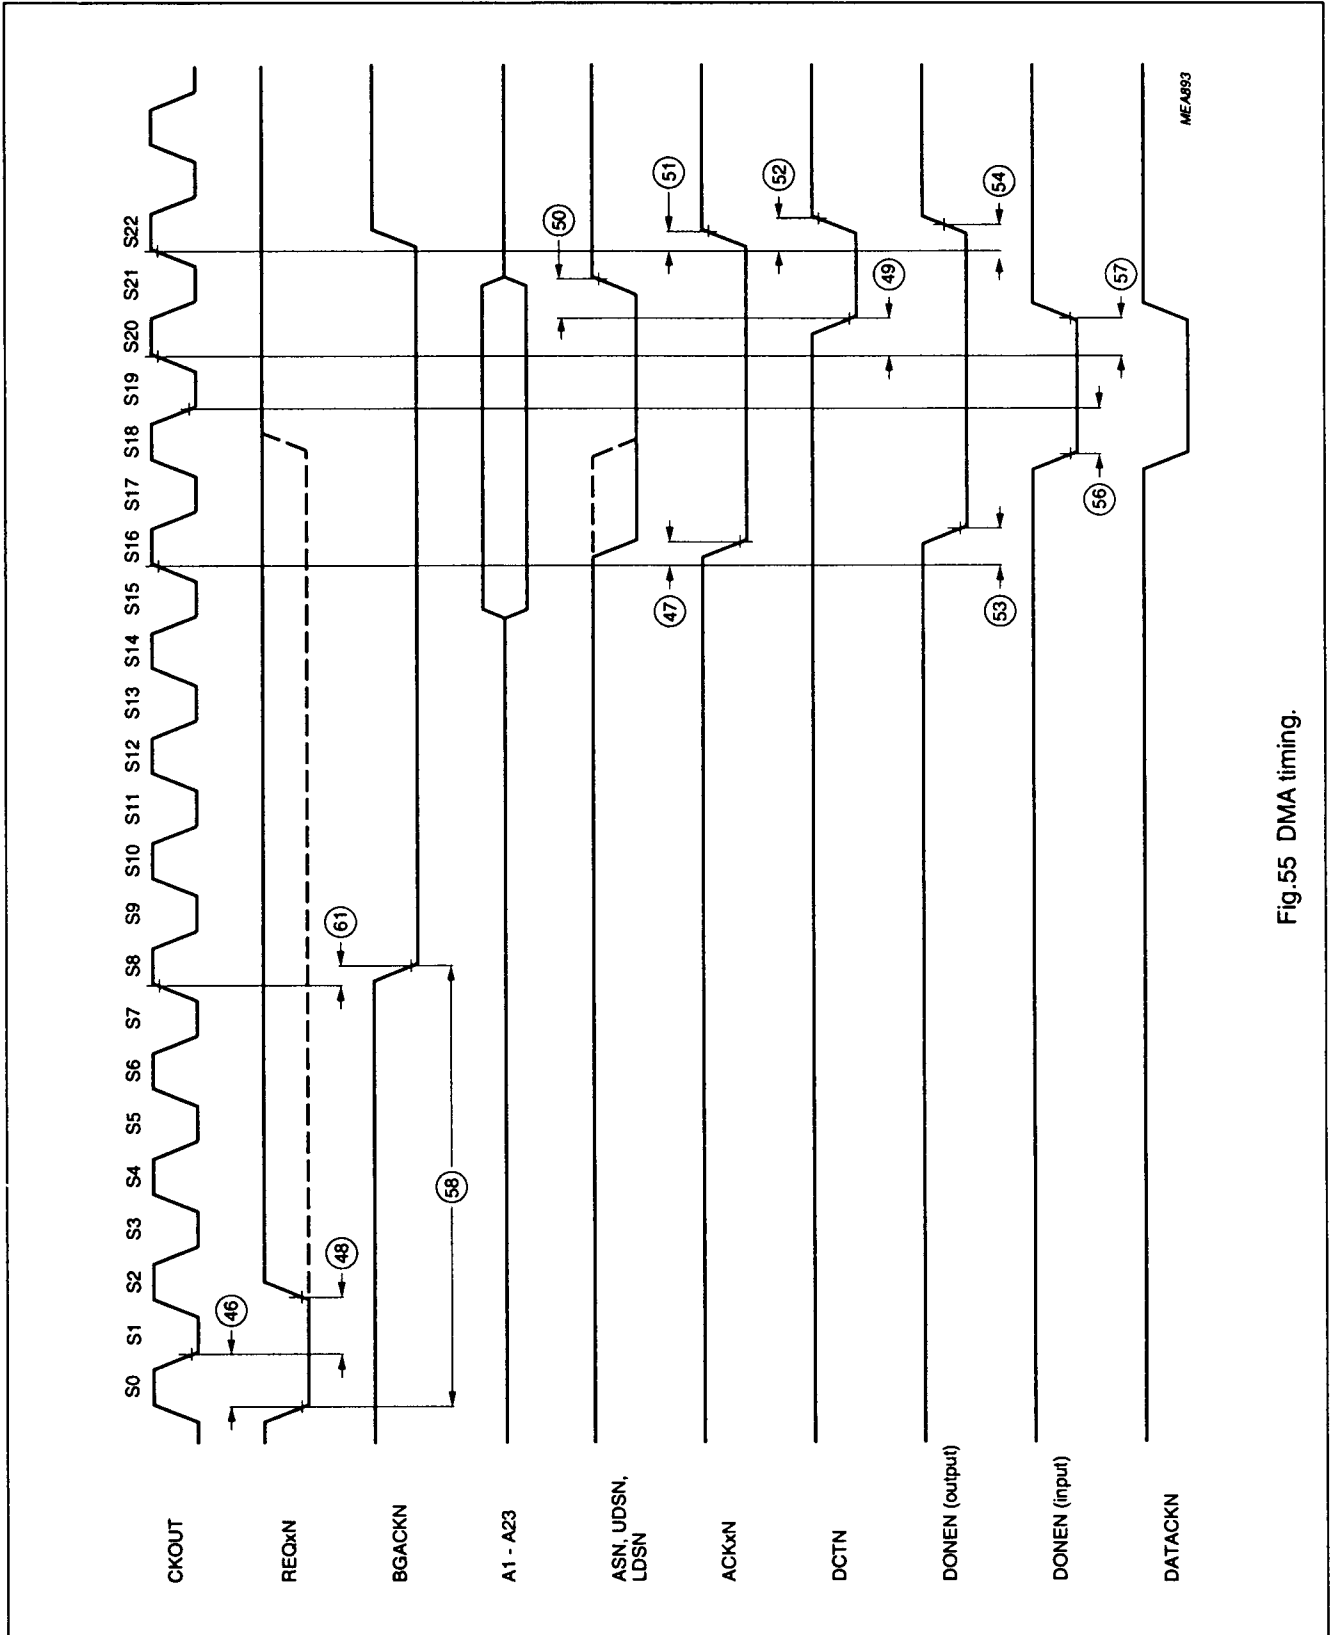 S0 S1 S2 S3 S4 S5 S6 S7 S8 S9 S10 S11 S12 S13 S14 S15 S16 S17 S18 S19 S20 S21 S22
CKOUT
46
REQxN
48
61
BGACKN
58
A1 - A23
50
ASN, UDSN,
LDSN
47
51
ACKxN
52
DCTN
49
DONEN (output)
53
54
DONEN (input)
56
57
DATACKN
MEA893
Fig.55 DMA timing.